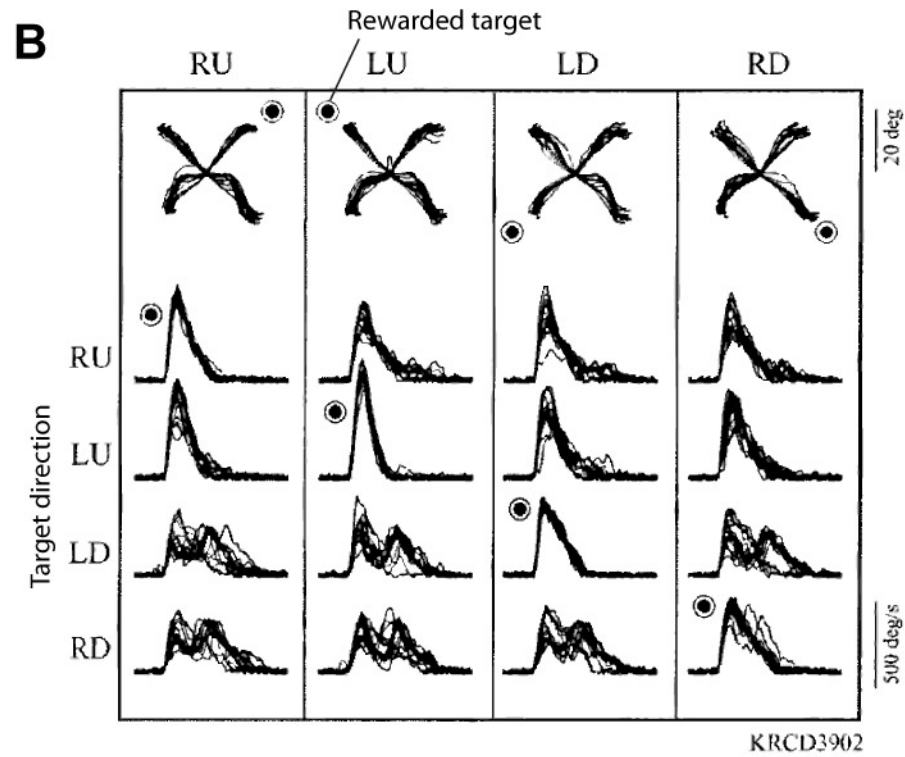 B
Rewarded target
RU LU LD RD
20 deg
RU
LU
LD
RD
Target direction
500 deg/s
KRCD3902